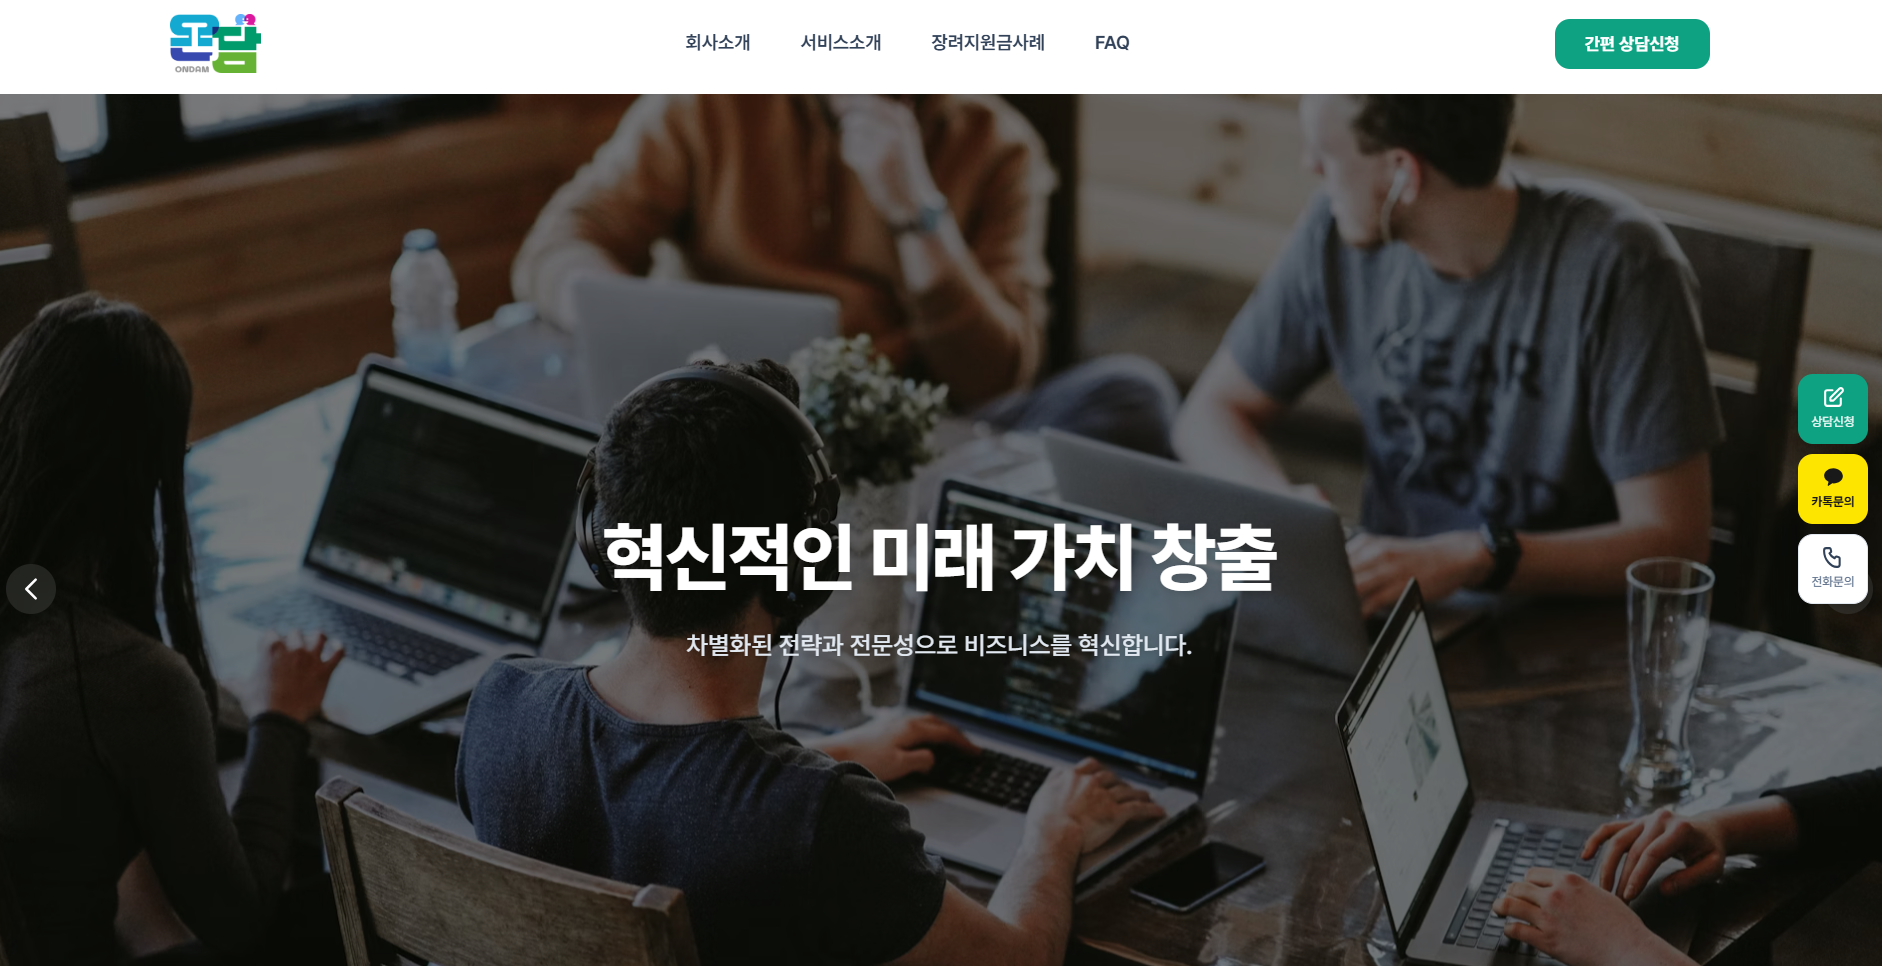 온담
ONDAM
회사소개 서비스소개 장려지원금사례 FAQ
간편 상담신청
상담신청
카톡문의
전화문의
혁신적인 미래 가치 창출
차별화된 전략과 전문성으로 비즈니스를 혁신합니다.